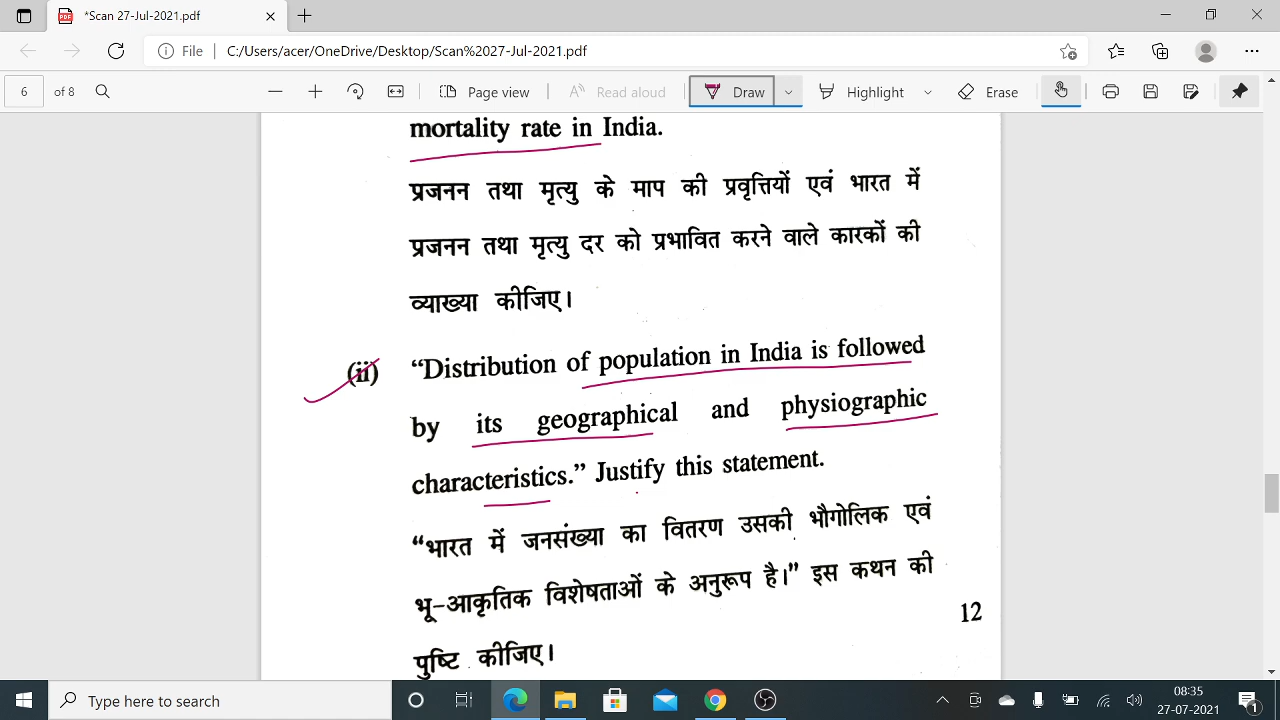 *Scan 27-Jul-2021.pdf
File C:/Users/acer/OneDrive/Desktop/Scan%2027-Jul-2021.pdf
6 of 8 Page view Read aloud Draw Highlight Erase
mortality rate in India.
प्रजनन तथा मृत्यु के माप की प्रवृत्तियों एवं भारत में
प्रजनन तथा मृत्यु दर को प्रभावित करने वाले कारकों की
व्याख्या कीजिए।
(ii) “Distribution of population in India is followed
by its geographical and physiographic
characteristics.” Justify this statement.
“भारत में जनसंख्या का वितरण उसकी भौगोलिक एवं
भू-आकृतिक विशेषताओं के अनुरूप है।” इस कथन की
पुष्टि कीजिए।
12
Type here to search
08:35
27-07-2021